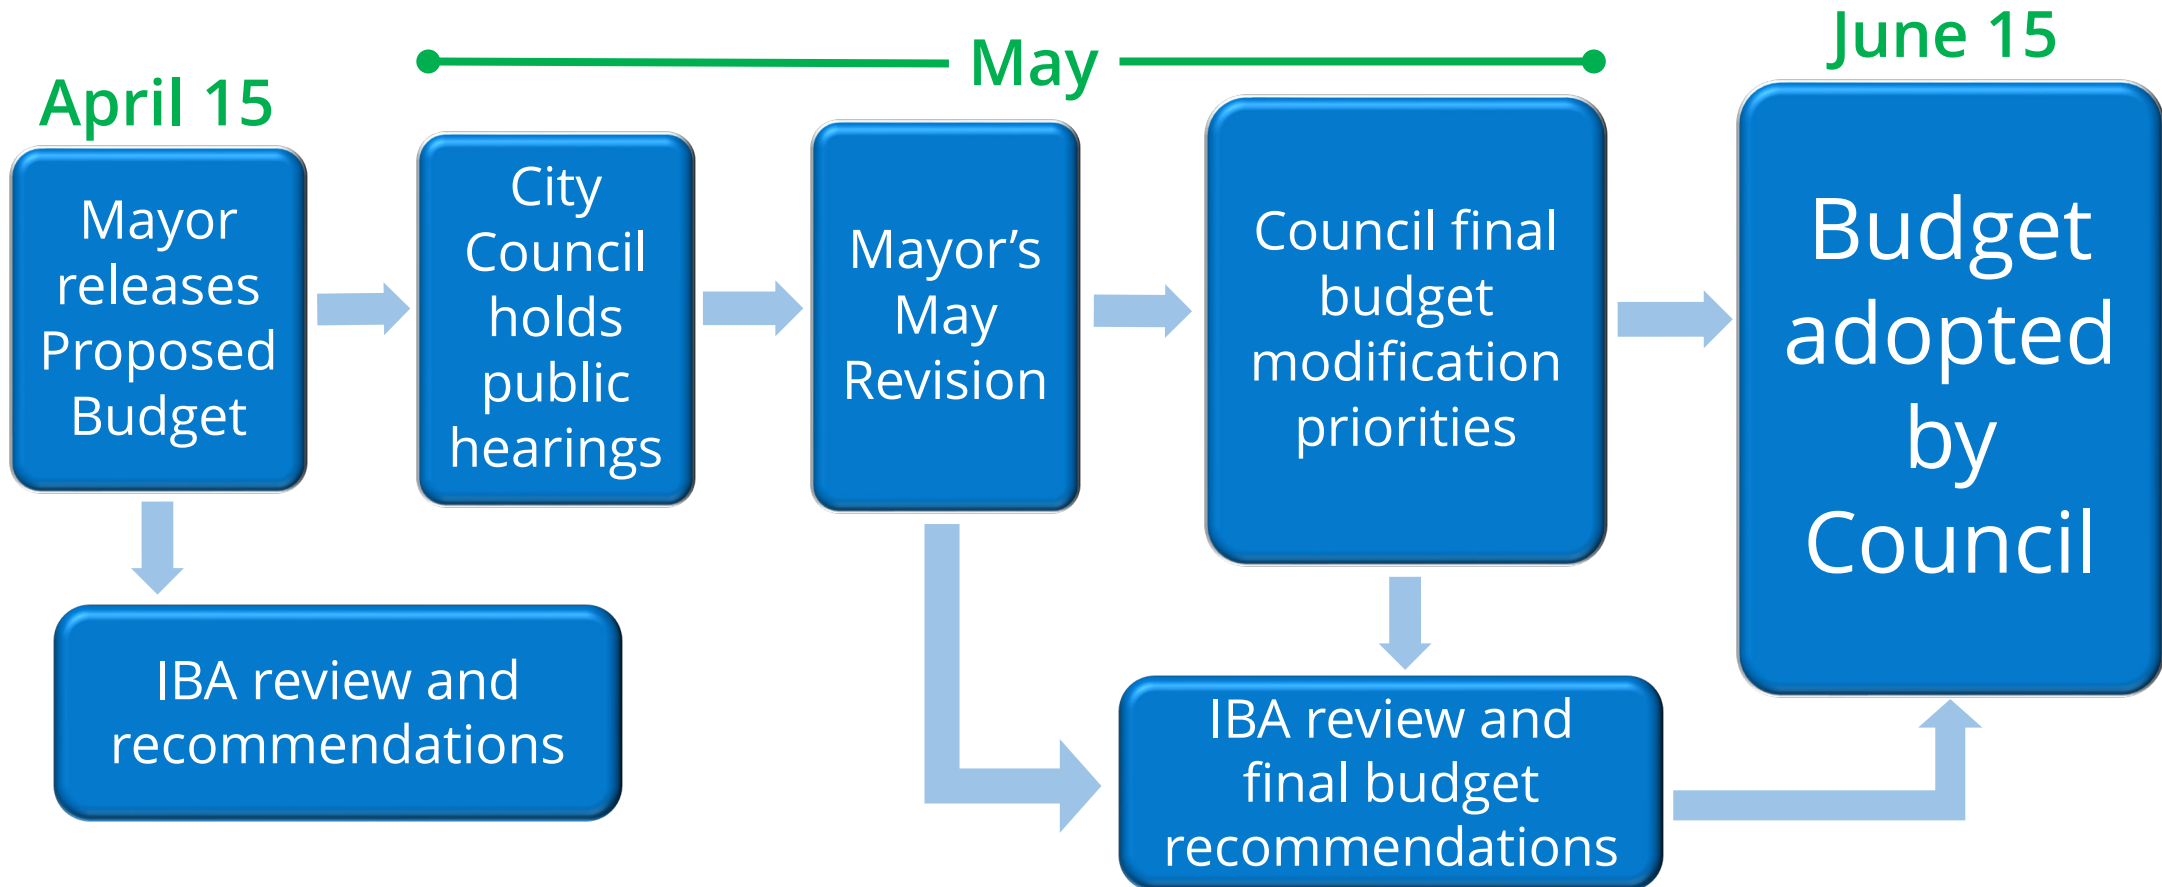 April 15
May
June 15
Mayor
releases
Proposed
Budget
City
Council
holds
public
hearings
Mayor’s
May
Revision
Council final
budget
modification
priorities
Budget
adopted
by
Council
IBA review and
recommendations
IBA review and
final budget
recommendations